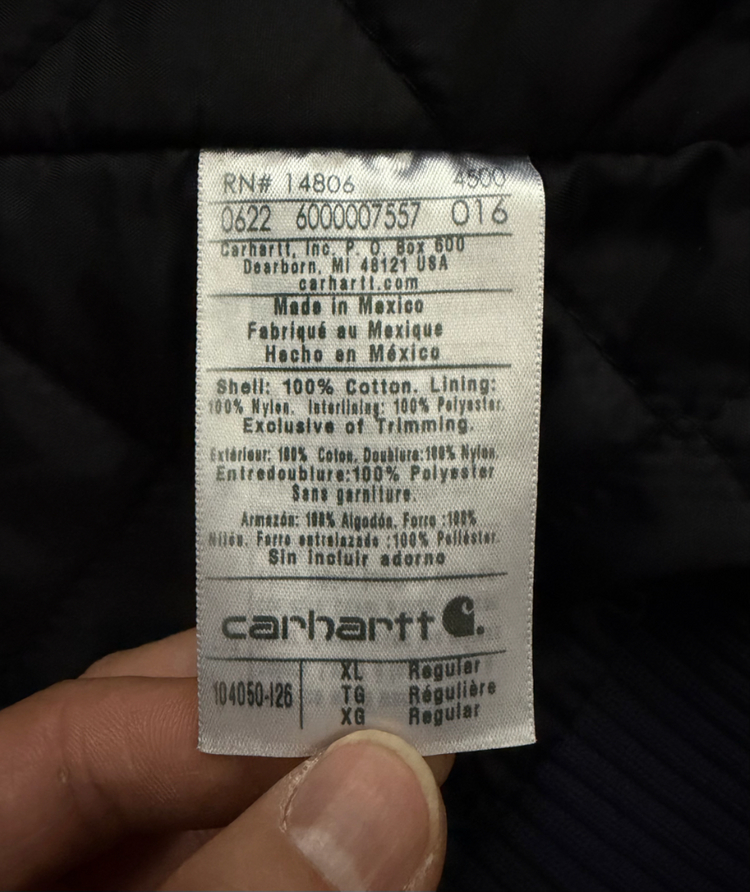 RN# 14806 4500
0622 6000007557 016
Carhartt, Inc. P. O. Box 600
Dearborn, MI 48121 USA
carhartt.com
Made in Mexico
Fabriqué au Mexique
Hecho en México
Shell: 100% Cotton. Lining:
100% Nylon. Interlining: 100% Polyester.
Exclusive of Trimming.
Extérieur: 100% Coton. Doublure:100% Nylon.
Entredoublure:100% Polyester
Sans garniture.
Armazón: 100% Algodón. Forro :100%
Nilón. Forro entrelazado :100% Poliéster.
Sin incluir adorno
carhartt
104050-I26
XL Regular
TG Régulière
XG Regular